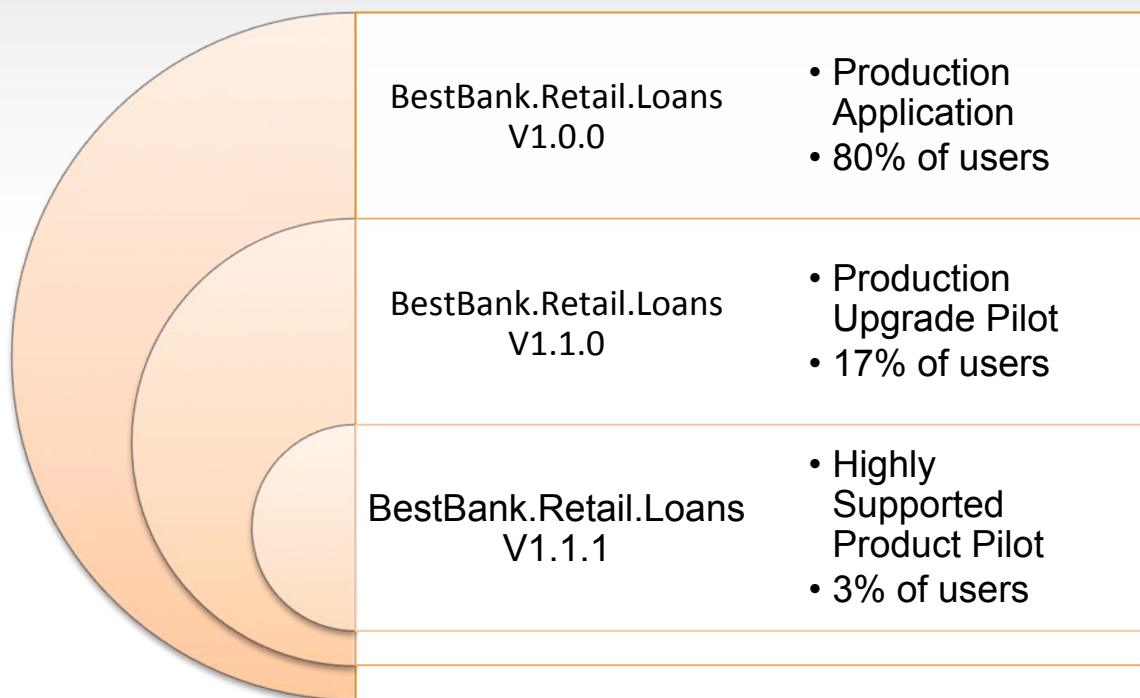 BestBank.Retail.Loans
V1.0.0
• Production
Application
• 80% of users
BestBank.Retail.Loans
V1.1.0
• Production
Upgrade Pilot
• 17% of users
BestBank.Retail.Loans
V1.1.1
• Highly
Supported
Product Pilot
• 3% of users